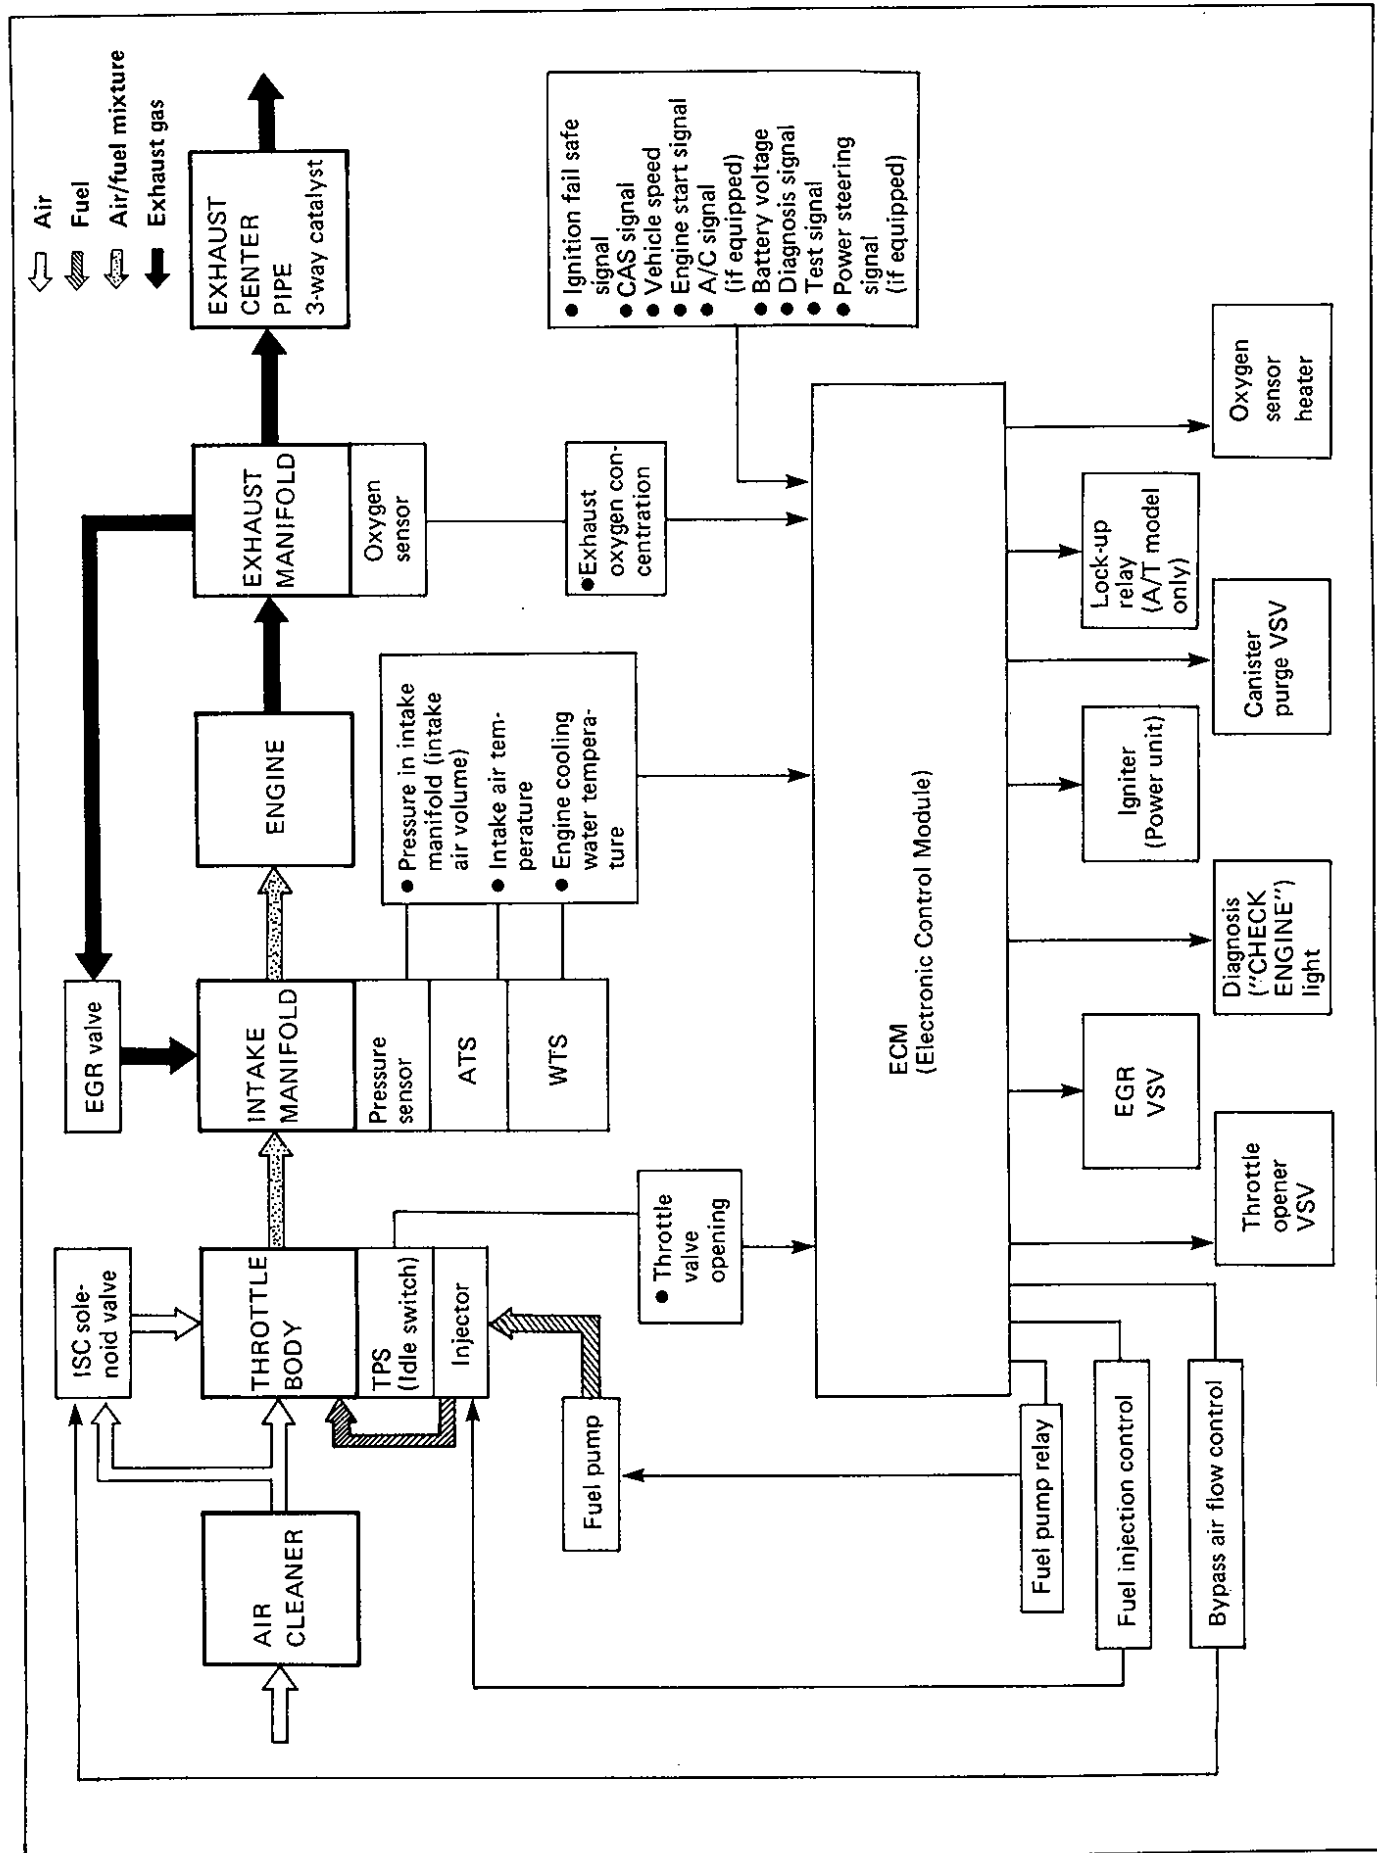 Air
Fuel
Air/fuel mixture
Exhaust gas
ISC sole-
noid valve
EGR valve
AIR
CLEANER
THROTTLE
BODY
TPS
(Idle switch)
Injector
INTAKE
MANIFOLD
Pressure
sensor
ATS
WTS
ENGINE
EXHAUST
MANIFOLD
Oxygen
sensor
EXHAUST
CENTER
PIPE
3-way catalyst
Fuel pump
● Throttle
valve
opening
● Pressure in intake
manifold (intake
air volume)
● Intake air tem-
perature
● Engine cooling
water tempera-
ture
● Exhaust
oxygen con-
centration
● Ignition fail safe
signal
● CAS signal
● Vehicle speed
● Engine start signal
● A/C signal
(if equipped)
● Battery voltage
● Diagnosis signal
● Test signal
● Power steering
signal
(if equipped)
ECM
(Electronic Control Module)
Fuel pump relay
Fuel injection control
Bypass air flow control
Throttle
opener
VSV
EGR
VSV
Diagnosis
("CHECK
ENGINE")
light
Igniter
(Power unit)
Canister
purge VSV
Lock-up
relay
(A/T model
only)
Oxygen
sensor
heater